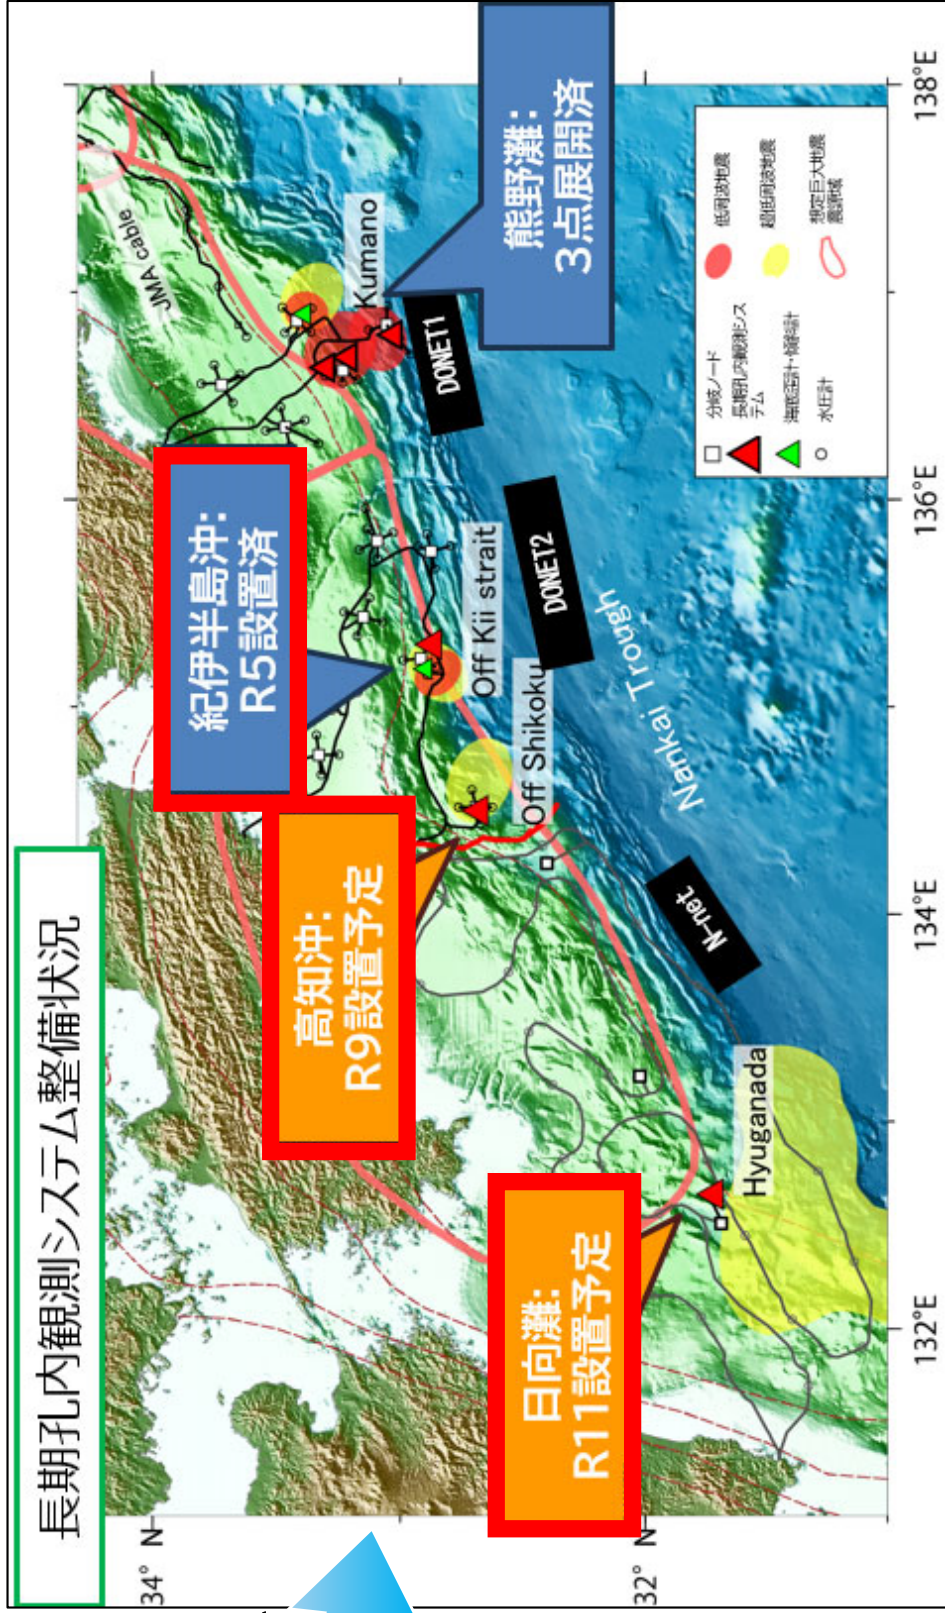 長期孔内観測システム整備状況
紀伊半島沖:
R5設置済
熊野灘:
3点展開済
高知沖:
R9設置予定
日向灘:
R11設置予定
JMA cable
Kumano
DONET1
Off Kii strait
DONET2
Off Shikoku
Nankai Trough
N-net
Hyuganada
分岐ノード
長期孔内観測シス
テム
海底歪計・傾斜計
水圧計
低周波地震
超低周波地震
想定巨大地震
震源域
34° N
32° N
132°E
134°E
136°E
138°E